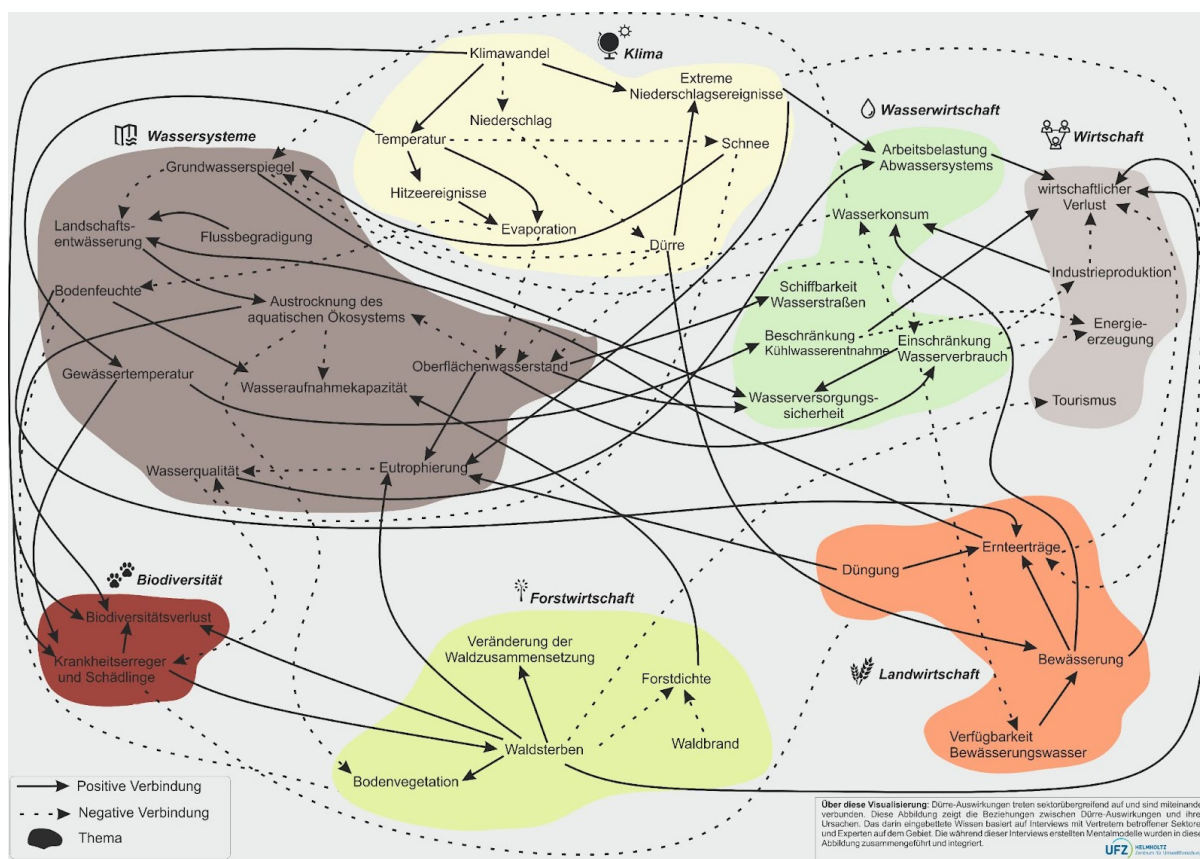 Klima
Klimawandel
Extreme
Niederschlagsereignisse
Niederschlag
Temperatur
Schnee
Hitzeereignisse
Evaporation
Dürre
Wassersysteme
Grundwasserspiegel
Landschafts-
entwässerung
Flussbegradigung
Bodenfeuchte
Austrocknung des
aquatischen Ökosystems
Gewässertemperatur
Wasseraufnahmekapazität
Oberflächenwasserstand
Wasserqualität
Eutrophierung
Wasserwirtschaft
Arbeitsbelastung
Abwassersystems
Wasserkonsum
Schiffbarkeit
Wasserstraßen
Beschränkung
Kühlwasserentnahme
Einschränkung
Wasserverbrauch
Wasserversorgungs-
sicherheit
Wirtschaft
wirtschaftlicher
Verlust
Industrieproduktion
Energie-
erzeugung
Tourismus
Biodiversität
Biodiversitätsverlust
Krankheitserreger
und Schädlinge
Forstwirtschaft
Veränderung der
Waldzusammensetzung
Forstdichte
Waldsterben
Waldbrand
Bodenvegetation
Landwirtschaft
Ernteerträge
Düngung
Bewässerung
Verfügbarkeit
Bewässerungswasser
Positive Verbindung
Negative Verbindung
Thema
Über diese Visualisierung: Dürre-Auswirkungen treten sektorübergreifend auf und sind miteinande
verbunden. Diese Abbildung zeigt die Beziehungen zwischen Dürre-Auswirkungen und ihre
Ursachen. Das darin eingebettete Wissen basiert auf Interviews mit Vertretern betroffener Sektore
und Experten auf dem Gebiet. Die während dieser Interviews erstellten Mentalmodelle wurden in diese
Abbildung zusammengeführt und integriert.
UFZ HELMHOLTZ
Zentrum für Umweltforschung